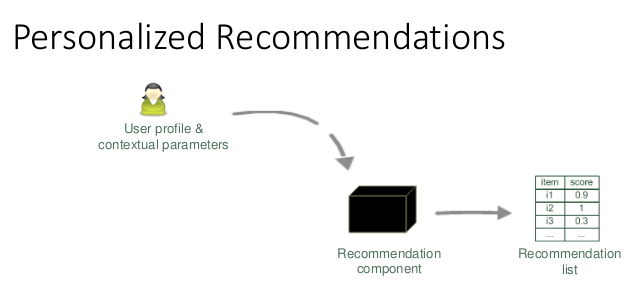 Personalized Recommendations
User profile &
contextual parameters
item score
i1 0.9
i2 1
i3 0.3
... ...
Recommendation
component
Recommendation
list